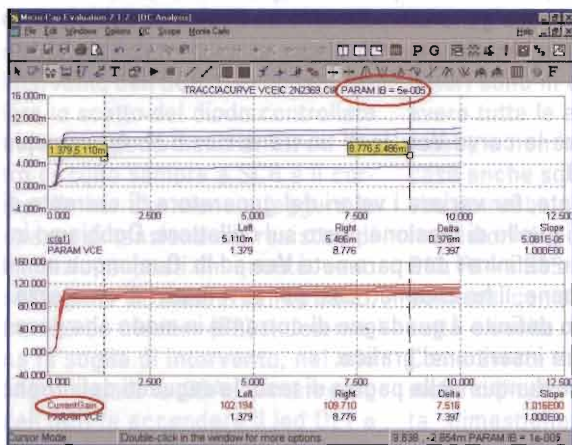 Micro-Cap Evaluation 7.1.2 - [DC Analysis]
File Edit Windows Options DC Scope Monte Carlo Help
P G
T F
TRACCIACURVE VCEIC 2N2369.CIR PARAM IB = 5e-005
16.000m
12.000m
8.000m
4.000m
0.000m
-4.000m
1.379,5.110m
8.776,5.486m
0.000 2.500 5.000 7.500 10.000 12.500
Left Right Delta Slope
ic(q1) 5.110m 5.486m 0.376m 5.081E-05
PARAM VCE 1.379 8.776 7.397 1.000E00
160.000
120.000
80.000
40.000
0.000
-40.000
0.000 2.500 5.000 7.500 10.000 12.500
Left Right Delta Slope
CurrentGain 102.194 109.710 7.516 1.016E00
PARAM VCE 1.379 8.776 7.397 1.000E00
Cursor Mode Double-click in the window for more options. 9.838, -2.654m PARAM IB = 1e-005